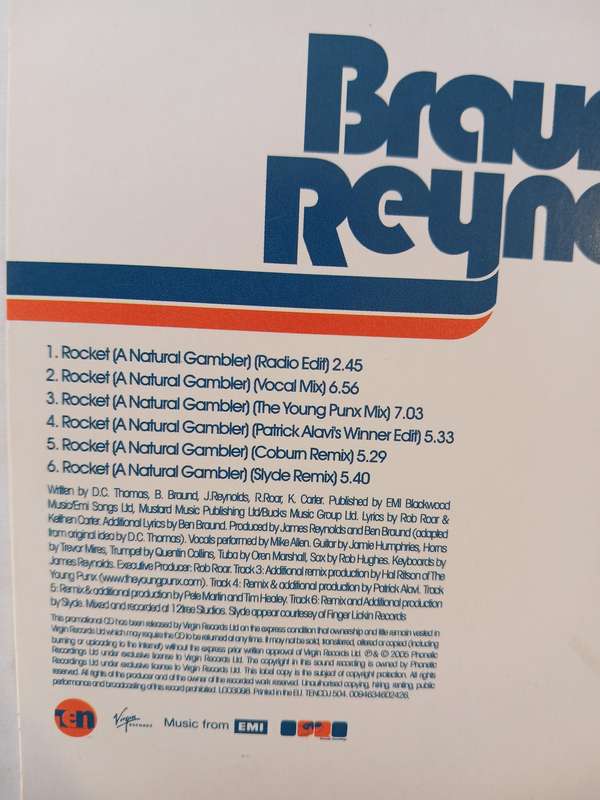 Braun
Reyno
1. Rocket (A Natural Gambler) (Radio Edit) 2.45
2. Rocket (A Natural Gambler) (Vocal Mix) 6.56
3. Rocket (A Natural Gambler) (The Young Punx Mix) 7.03
4. Rocket (A Natural Gambler) (Patrick Alavi's Winner Edit) 5.33
5. Rocket (A Natural Gambler) (Coburn Remix) 5.29
6. Rocket (A Natural Gambler) (Slyde Remix) 5.40
Written by D.C. Thomas, B. Braund, J.Reynolds, R.Roar, K. Carter. Published by EMI Blackwood
Music/Emi Songs Ltd, Mustard Music Publishing Ltd/Bucks Music Group Ltd. Lyrics by Rob Roar &
Keithen Carter. Additional Lyrics by Ben Braund. Produced by James Reynolds and Ben Braund (adapted
from original idea by D.C. Thomas). Vocals performed by Mike Allen. Guitar by Jamie Humphries, Horns
by Trevor Mires, Trumpet by Quentin Collins, Tuba by Oren Marshall, Sax by Rob Hughes. Keyboards by
James Reynolds. Executive Producer: Rob Roar. Track 3: Additional remix production by Hal Ritson of The
Young Punx (www.theyoungpunx.com). Track 4: Remix & additional production by Patrick Alavi. Track
5: Remix & additional production by Pete Martin and Tim Healey. Track 6: Remix and Additional production
by Slyde. Mixed and recorded at 12tree Studios. Slyde appear courtesey of Finger Lickin Records
This promotional CD has been released by Virgin Records Ltd on the express condition that ownership and title remain vested in
Virgin Records Ltd which may require the CD to be returned at any time. It may not be sold, transferred, altered or copied (including
burning or uploading to the Internet) without the express prior written approval of Virgin Records Ltd. ℗ & © 2005 Phonetic
Recordings Ltd under exclusive license to Virgin Records Ltd. The copyright in this sound recording is owned by Phonetic
Recordings Ltd under exclusive license to Virgin Records Ltd. This label copy is the subject of copyright protection. All rights
reserved. All rights of the producer and of the owner of the recorded work reserved. Unauthorised copying, hiring, renting, public
performance and broadcasting of this record prohibited. LC03098. Printed in the EU. TENCDJ 504. 0094634602426.
Ten
Virgin
RECORDS
Music from EMI